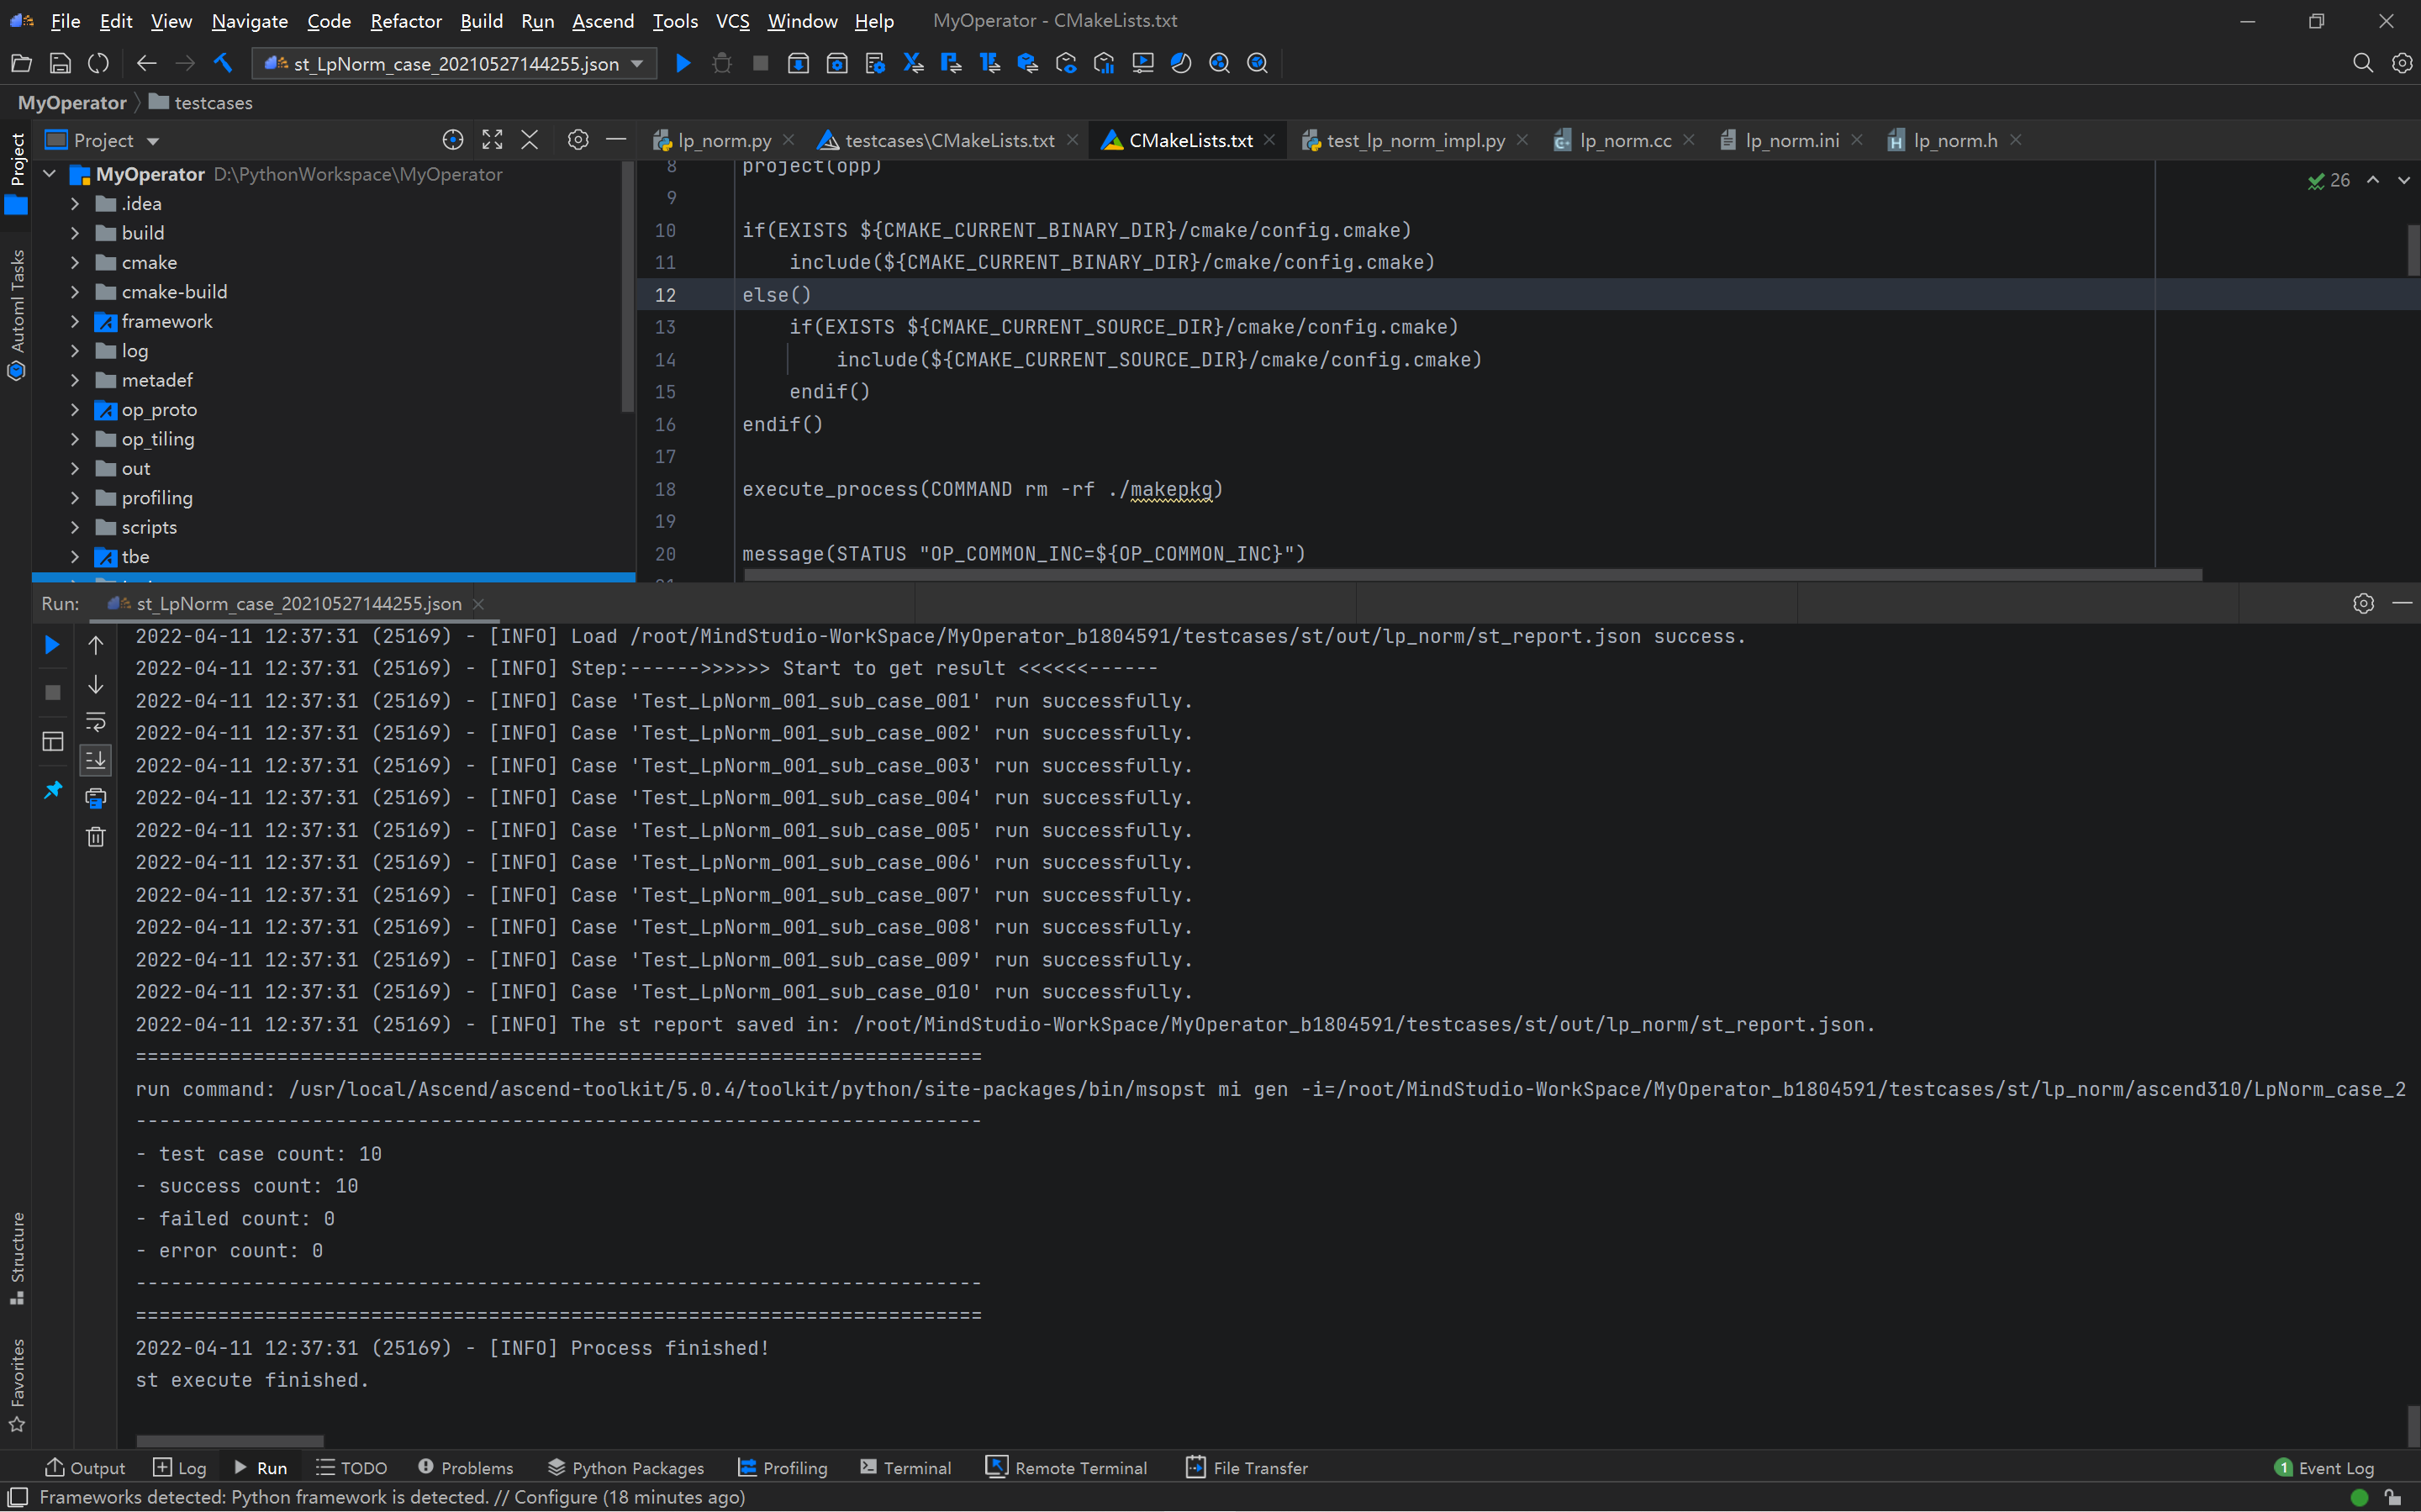 File Edit View Navigate Code Refactor Build Run Ascend Tools VCS Window Help MyOperator - CMakeLists.txt
st_LpNorm_case_20210527144255.json
MyOperator testcases
Project
lp_norm.py testcases\CMakeLists.txt CMakeLists.txt test_lp_norm_impl.py lp_norm.cc lp_norm.ini lp_norm.h
Project
Automl Tasks
Structure
Favorites
MyOperator D:\PythonWorkspace\MyOperator
.idea
build
cmake
cmake-build
framework
log
metadef
op_proto
op_tiling
out
profiling
scripts
tbe
26
8 project(opp)
9
10 if(EXISTS ${CMAKE_CURRENT_BINARY_DIR}/cmake/config.cmake)
11 include(${CMAKE_CURRENT_BINARY_DIR}/cmake/config.cmake)
12 else()
13 if(EXISTS ${CMAKE_CURRENT_SOURCE_DIR}/cmake/config.cmake)
14 include(${CMAKE_CURRENT_SOURCE_DIR}/cmake/config.cmake)
15 endif()
16 endif()
17
18 execute_process(COMMAND rm -rf ./makepkg)
19
20 message(STATUS "OP_COMMON_INC=${OP_COMMON_INC}")
Run: st_LpNorm_case_20210527144255.json
2022-04-11 12:37:31 (25169) - [INFO] Load /root/MindStudio-WorkSpace/MyOperator_b1804591/testcases/st/out/lp_norm/st_report.json success.
2022-04-11 12:37:31 (25169) - [INFO] Step:------>>>>>> Start to get result <<<<<<------
2022-04-11 12:37:31 (25169) - [INFO] Case 'Test_LpNorm_001_sub_case_001' run successfully.
2022-04-11 12:37:31 (25169) - [INFO] Case 'Test_LpNorm_001_sub_case_002' run successfully.
2022-04-11 12:37:31 (25169) - [INFO] Case 'Test_LpNorm_001_sub_case_003' run successfully.
2022-04-11 12:37:31 (25169) - [INFO] Case 'Test_LpNorm_001_sub_case_004' run successfully.
2022-04-11 12:37:31 (25169) - [INFO] Case 'Test_LpNorm_001_sub_case_005' run successfully.
2022-04-11 12:37:31 (25169) - [INFO] Case 'Test_LpNorm_001_sub_case_006' run successfully.
2022-04-11 12:37:31 (25169) - [INFO] Case 'Test_LpNorm_001_sub_case_007' run successfully.
2022-04-11 12:37:31 (25169) - [INFO] Case 'Test_LpNorm_001_sub_case_008' run successfully.
2022-04-11 12:37:31 (25169) - [INFO] Case 'Test_LpNorm_001_sub_case_009' run successfully.
2022-04-11 12:37:31 (25169) - [INFO] Case 'Test_LpNorm_001_sub_case_010' run successfully.
2022-04-11 12:37:31 (25169) - [INFO] The st report saved in: /root/MindStudio-WorkSpace/MyOperator_b1804591/testcases/st/out/lp_norm/st_report.json.
========================================================================
run command: /usr/local/Ascend/ascend-toolkit/5.0.4/toolkit/python/site-packages/bin/msopst mi gen -i=/root/MindStudio-WorkSpace/MyOperator_b1804591/testcases/st/lp_norm/ascend310/LpNorm_case_2
------------------------------------------------------------------------
- test case count: 10
- success count: 10
- failed count: 0
- error count: 0
------------------------------------------------------------------------
========================================================================
2022-04-11 12:37:31 (25169) - [INFO] Process finished!
st execute finished.
Output Log Run TODO Problems Python Packages Profiling Terminal Remote Terminal File Transfer 1 Event Log
Frameworks detected: Python framework is detected. // Configure (18 minutes ago)